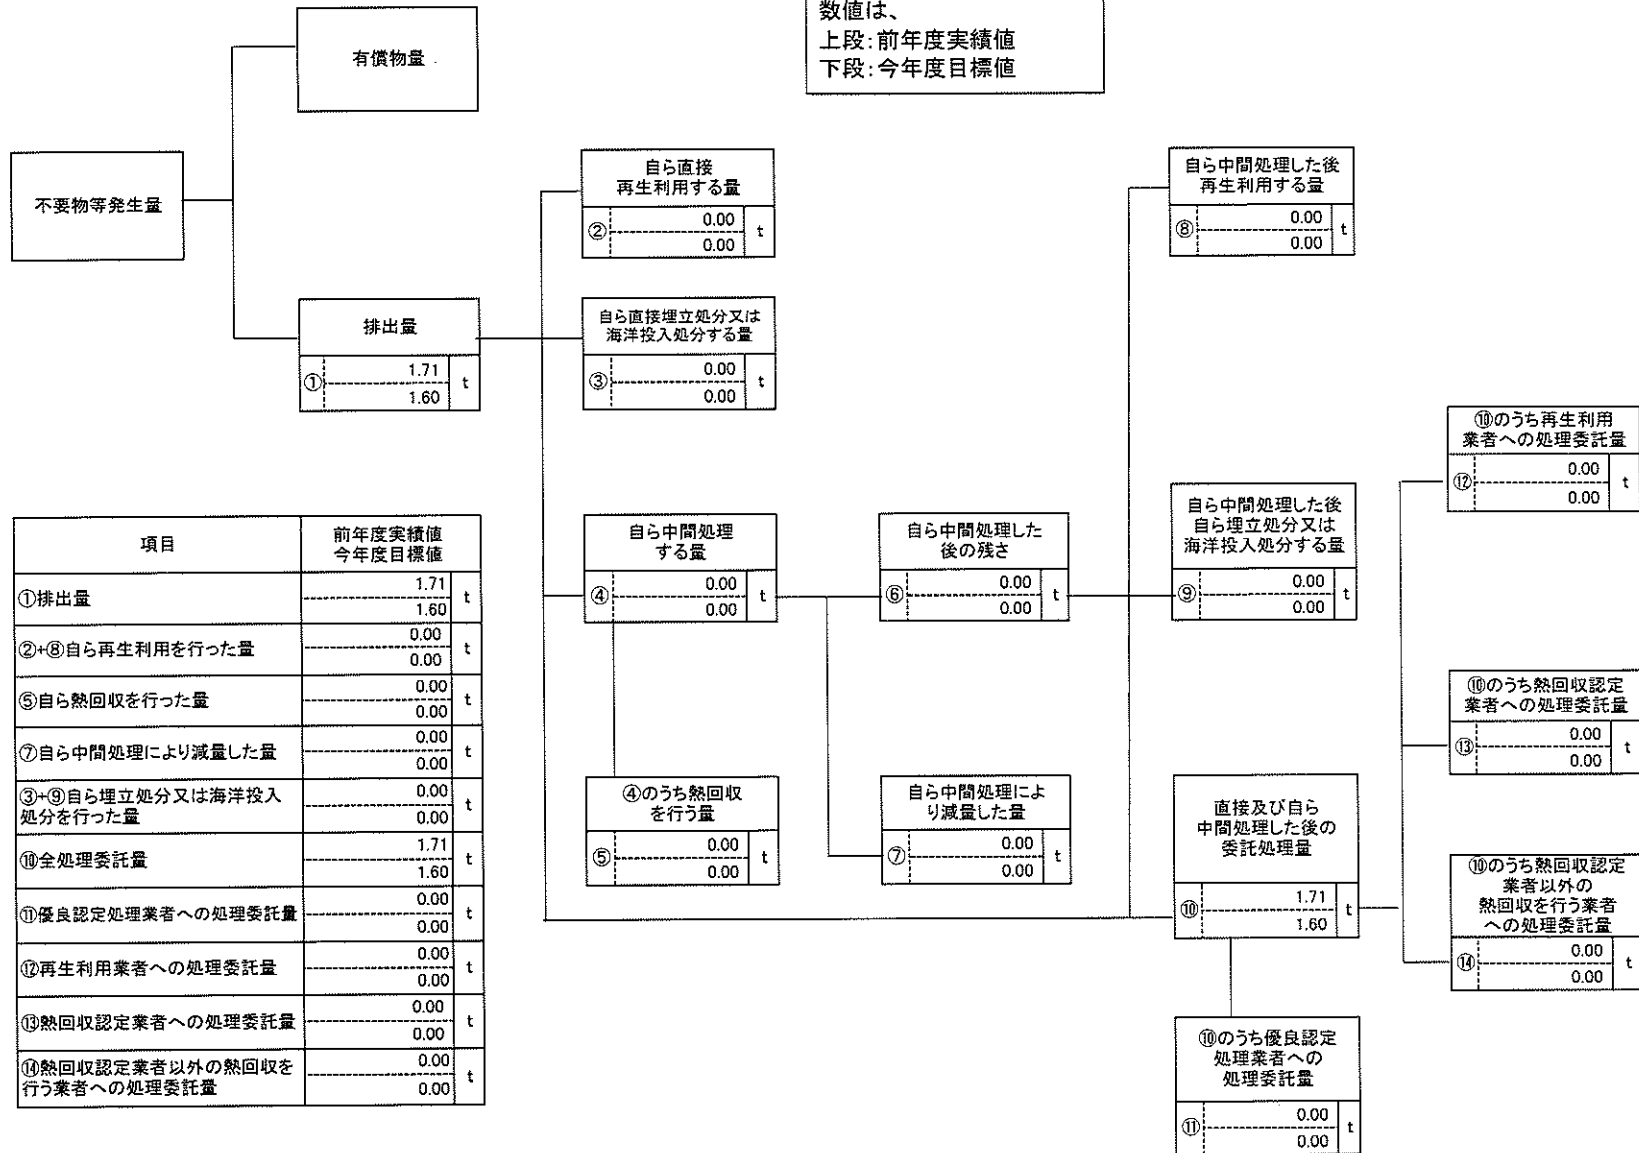 数値は、
上段：前年度実績値
下段：今年度目標値
有償物量
不要物等発生量
排出量
① 1.71 t
1.60
自ら直接
再生利用する量
② 0.00 t
0.00
自ら直接埋立処分又は
海洋投入処分する量
③ 0.00 t
0.00
自ら中間処理
する量
④ 0.00 t
0.00
④のうち熱回収
を行う量
⑤ 0.00 t
0.00
自ら中間処理した
後の残さ
⑥ 0.00 t
0.00
自ら中間処理によ
り減量した量
⑦ 0.00 t
0.00
自ら中間処理した後
再生利用する量
⑧ 0.00 t
0.00
自ら中間処理した後
自ら埋立処分又は
海洋投入処分する量
⑨ 0.00 t
0.00
直接及び自ら
中間処理した後の
委託処理量
⑩ 1.71 t
1.60
⑩のうち優良認定
処理業者への
処理委託量
⑪ 0.00 t
0.00
⑩のうち再生利用
業者への処理委託量
⑫ 0.00 t
0.00
⑩のうち熱回収認定
業者への処理委託量
⑬ 0.00 t
0.00
⑩のうち熱回収認定
業者以外の
熱回収を行う業者
への処理委託量
⑭ 0.00 t
0.00
項目 前年度実績値
今年度目標値
①排出量 1.71 t
1.60
②+⑧自ら再生利用を行った量 0.00 t
0.00
⑤自ら熱回収を行った量 0.00 t
0.00
⑦自ら中間処理により減量した量 0.00 t
0.00
③+⑨自ら埋立処分又は海洋投入
処分を行った量 0.00 t
0.00
⑩全処理委託量 1.71 t
1.60
⑪優良認定処理業者への処理委託量 0.00 t
0.00
⑫再生利用業者への処理委託量 0.00 t
0.00
⑬熱回収認定業者への処理委託量 0.00 t
0.00
⑭熱回収認定業者以外の熱回収を
行う業者への処理委託量 0.00 t
0.00